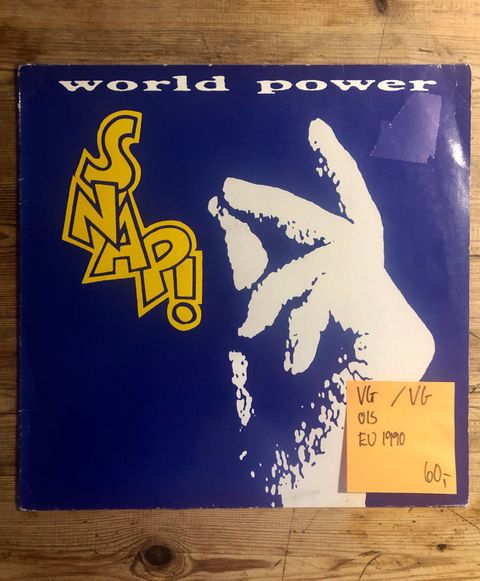 world power
SNAP!
VG / VG
OIS
EU 1990
60,-